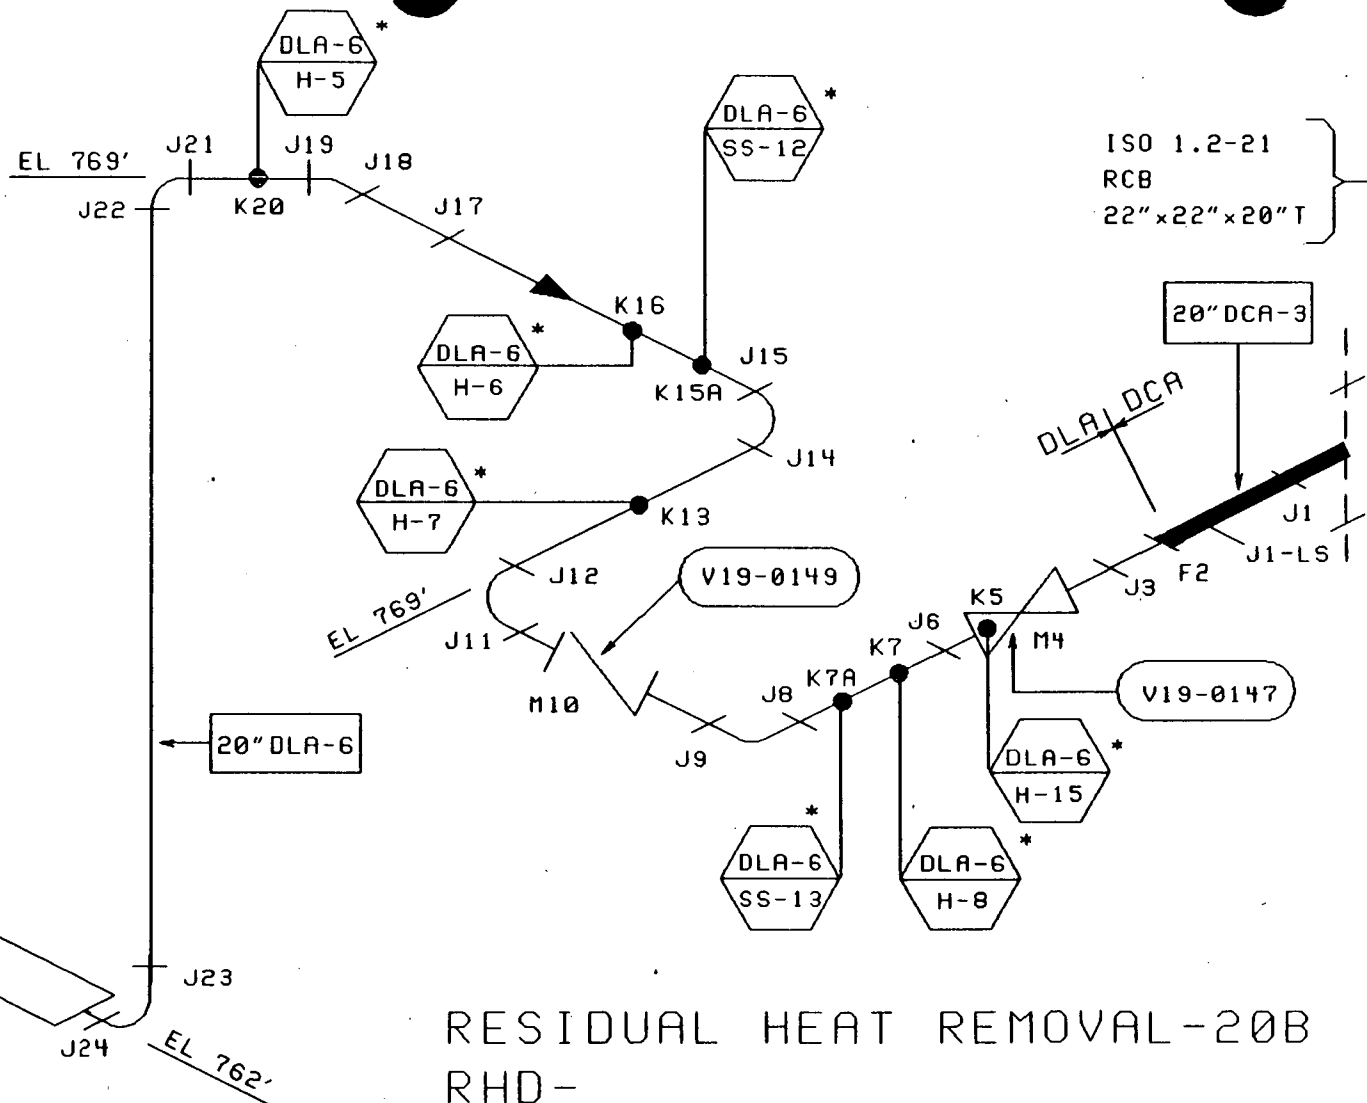 DLA-6 *
H-5
DLA-6 *
SS-12
ISO 1.2-21
RCB
22"x22"x20"T
EL 769'
J21
J19
J18
J22
K20
J17
20"DCA-3
K16
DLA-6 *
H-6
J15
K15A
DLA DCA
J14
DLA-6 *
H-7
K13
J1
J1-LS
J12
V19-0149
F2
J3
EL 769'
J11
K5
J6
M4
K7
K7A
M10
J8
V19-0147
J9
20"DLA-6
DLA-6 *
H-15
DLA-6 *
SS-13
DLA-6 *
H-8
J23
J24
EL 762'
RESIDUAL HEAT REMOVAL-20B
RHD-